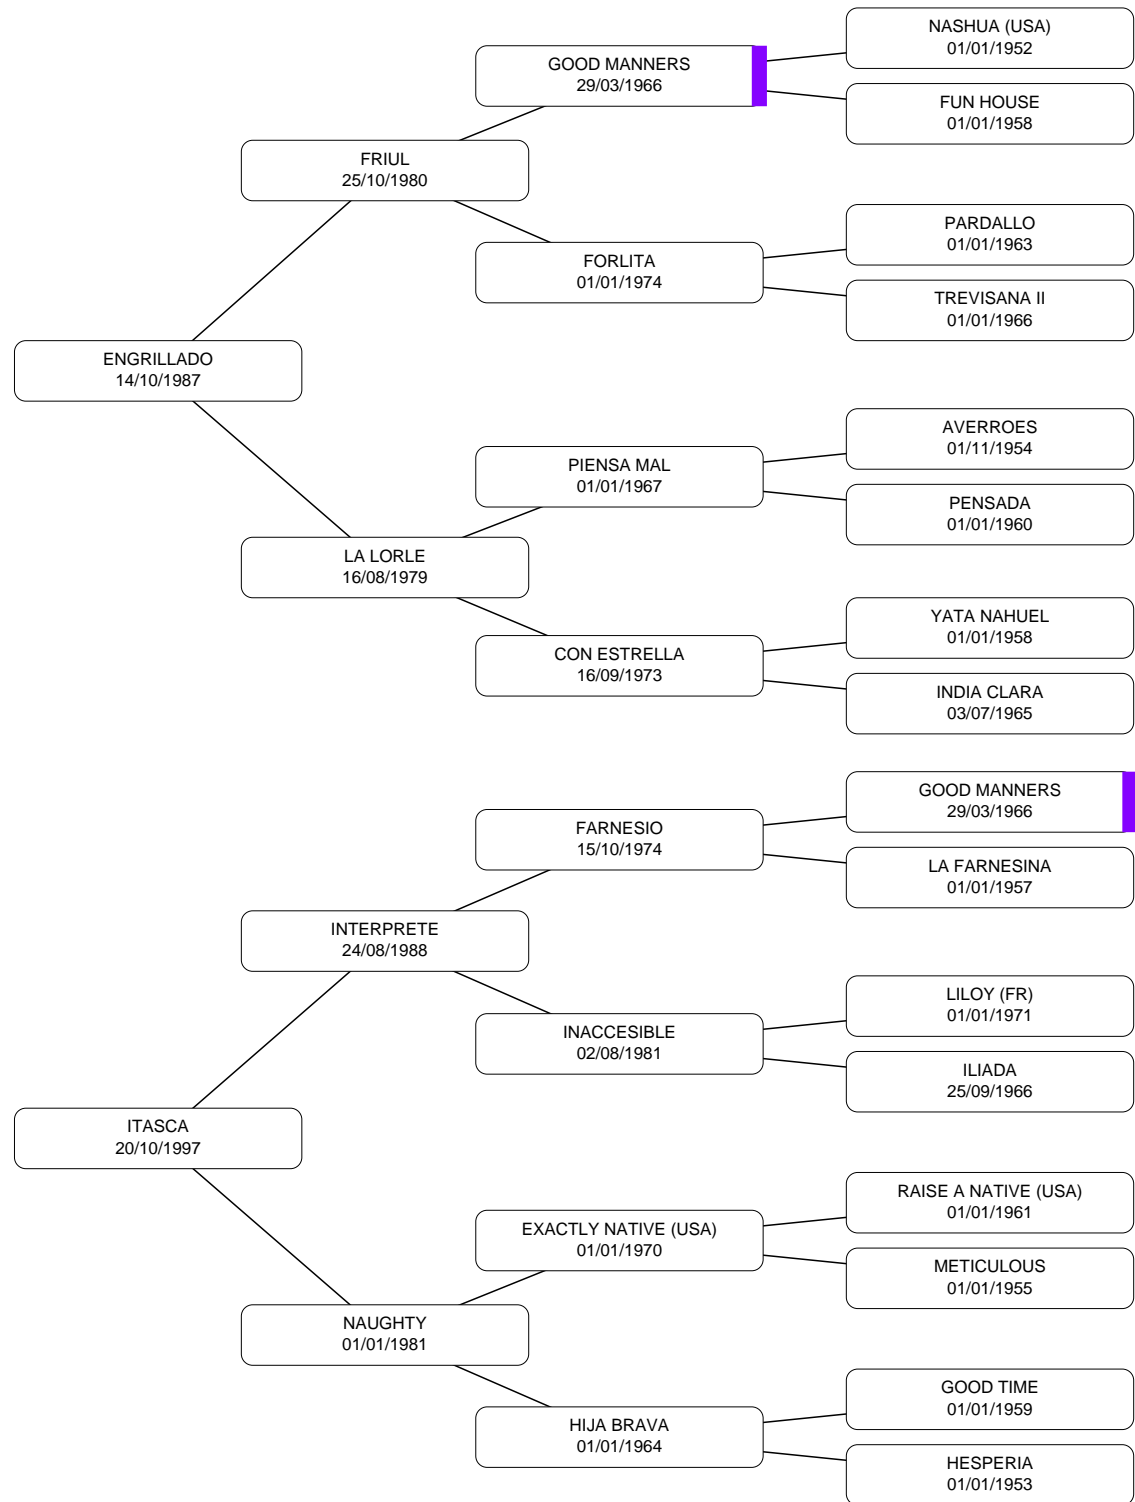 NASHUA (USA)
01/01/1952
GOOD MANNERS
29/03/1966
FUN HOUSE
01/01/1958
FRIUL
25/10/1980
PARDALLO
01/01/1963
FORLITA
01/01/1974
TREVISANA II
01/01/1966
ENGRILLADO
14/10/1987
AVERROES
01/11/1954
PIENSA MAL
01/01/1967
PENSADA
01/01/1960
LA LORLE
16/08/1979
YATA NAHUEL
01/01/1958
CON ESTRELLA
16/09/1973
INDIA CLARA
03/07/1965
GOOD MANNERS
29/03/1966
FARNESIO
15/10/1974
LA FARNESINA
01/01/1957
INTERPRETE
24/08/1988
LILOY (FR)
01/01/1971
INACCESIBLE
02/08/1981
ILIADA
25/09/1966
ITASCA
20/10/1997
RAISE A NATIVE (USA)
01/01/1961
EXACTLY NATIVE (USA)
01/01/1970
METICULOUS
01/01/1955
NAUGHTY
01/01/1981
GOOD TIME
01/01/1959
HIJA BRAVA
01/01/1964
HESPERIA
01/01/1953